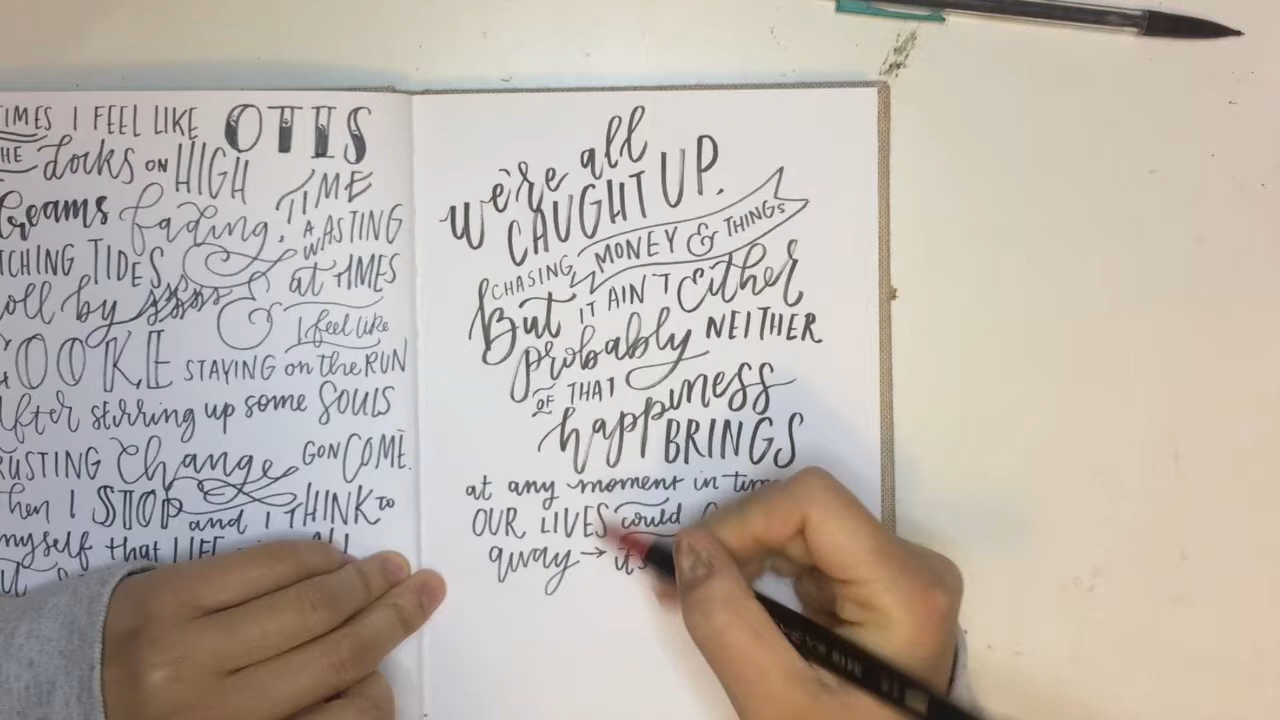 TIMES I FEEL LIKE OTIS
HE docks ON HIGH
TIME
fading.
A WASTING
TCHING TIDES
at TIMES
oll by
& I feel like
COOKE STAYING on the RUN
after stirring up some SOULS
RUSTING change GON COME.
hen I STOP and I THINK TO
myself that LIFE
we're all
CAUGHT UP.
CHASING MONEY & THINGS
But IT AIN'T either
probably NEITHER
OF THAT
happiness
BRINGS
at any moment in
OUR LIVES could
away → it's